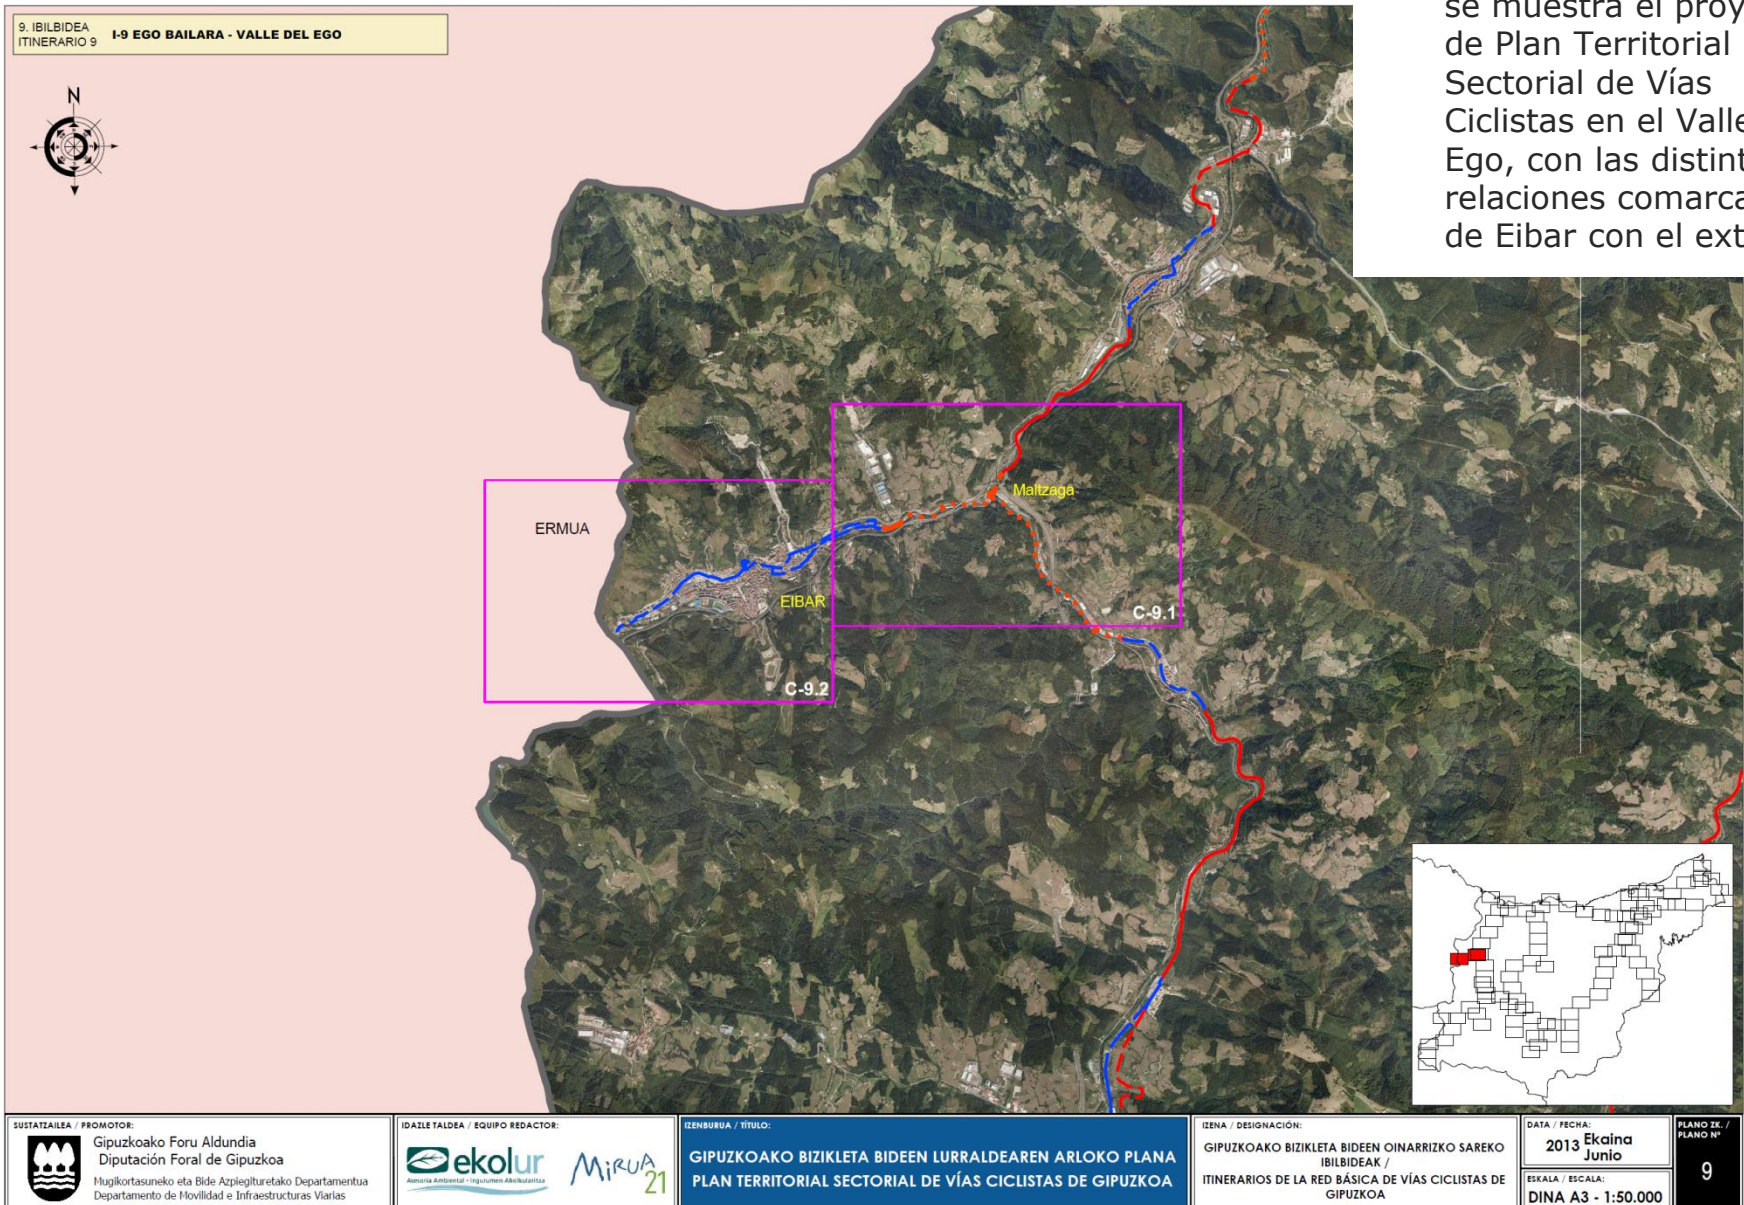 9. IBILBIDEA
ITINERARIO 9
I-9 EGO BAILARA - VALLE DEL EGO
N
se muestra el proy
de Plan Territorial
Sectorial de Vías
Ciclistas en el Valle
Ego, con las distint
relaciones comarca
de Eibar con el ext
ERMUA
Maltzaga
EIBAR
C-9.1
C-9.2
SUSTATZAILEA / PROMOTOR:
Gipuzkoako Foru Aldundia
Diputación Foral de Gipuzkoa
Mugikortasuneko eta Bide Azpiegituretako Departamentua
Departamento de Movilidad e Infraestructuras Viarias
IDAZLE TALDEA / EQUIPO REDACTOR:
ekolur
Asesoría Ambiental - Ingurumen Aholkularitza
MIRUA
21
IZENBURUA / TÍTULO:
GIPUZKOAKO BIZIKLETA BIDEEN LURRALDEAREN ARLOKO PLANA
PLAN TERRITORIAL SECTORIAL DE VÍAS CICLISTAS DE GIPUZKOA
IZENA / DESIGNACIÓN:
GIPUZKOAKO BIZIKLETA BIDEEN OINARRIZKO SAREKO
IBILBIDEAK /
ITINERARIOS DE LA RED BÁSICA DE VÍAS CICLISTAS DE
GIPUZKOA
DATA / FECHA:
2013 Ekaina
Junio
ESKALA / ESCALA:
DINA A3 - 1:50.000
PLANO ZK. /
PLANO Nº
9